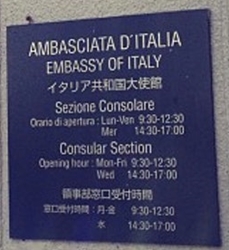 AMBASCIATA D'ITALIA
EMBASSY OF ITALY
イタリア共和国大使館
Sezione Consolare
Orario di apertura : Lun-Ven 9:30-12:30
Mer 14:30-17:00
Consular Section
Opening hour : Mon-Fri 9:30-12:30
Wed 14:30-17:00
領事部窓口受付時間
窓口受付時間 : 月-金 9:30-12:30
水 14:30-17:00